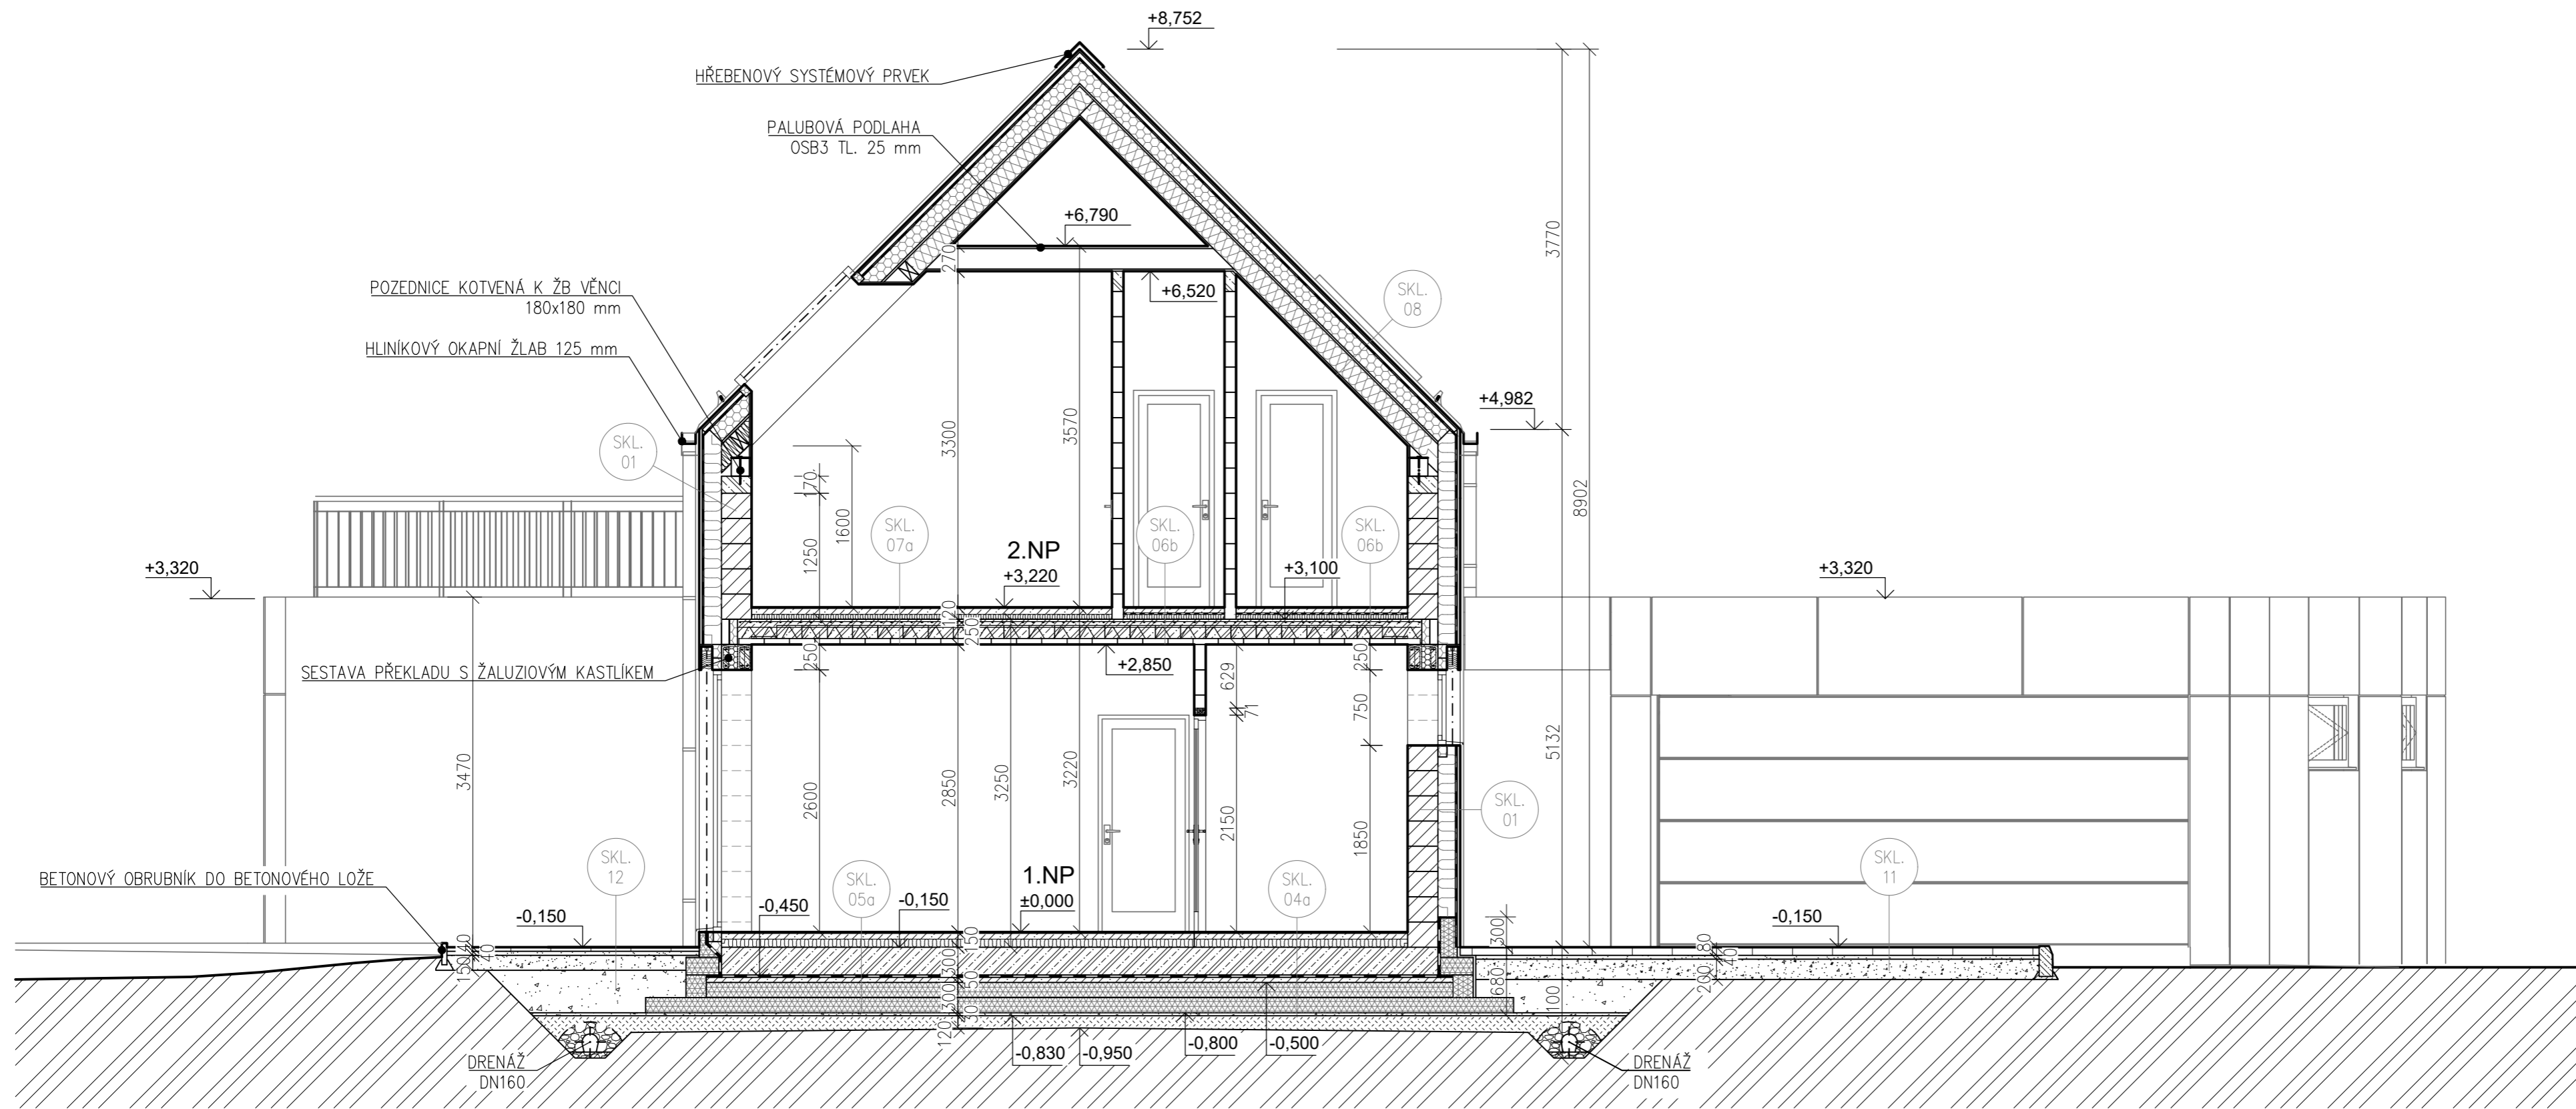 +8,752
HŘEBENOVÝ SYSTÉMOVÝ PRVEK
PALUBOVÁ PODLAHA
OSB3 TL. 25 mm
+6,790
270
3770
POZEDNICE KOTVENÁ K ŽB VĚNCI
180x180 mm
+6,520
SKL.
08
HLINÍKOVÝ OKAPNÍ ŽLAB 125 mm
+4,982
SKL.
01
3300
3570
170
1600
1250
8902
SKL.
07a
SKL.
06b
SKL.
06b
2.NP
+3,220
+3,100
+3,320
+3,320
120
250
250
250
+2,850
SESTAVA PŘEKLADU S ŽALUZIOVÝM KASTLÍKEM
629
71
750
5132
3470
2600
2850
3250
3220
2150
1850
SKL.
01
SKL.
12
SKL.
11
BETONOVÝ OBRUBNÍK DO BETONOVÉHO LOŽE
SKL.
05a
1.NP
±0,000
SKL.
04a
-0,450
-0,150
-0,150
-0,150
40
40
150
150
300
50
300
30
120
300
680
1100
80
40
200
-0,830
-0,950
-0,800
-0,500
DRENÁŽ
DN160
DRENÁŽ
DN160